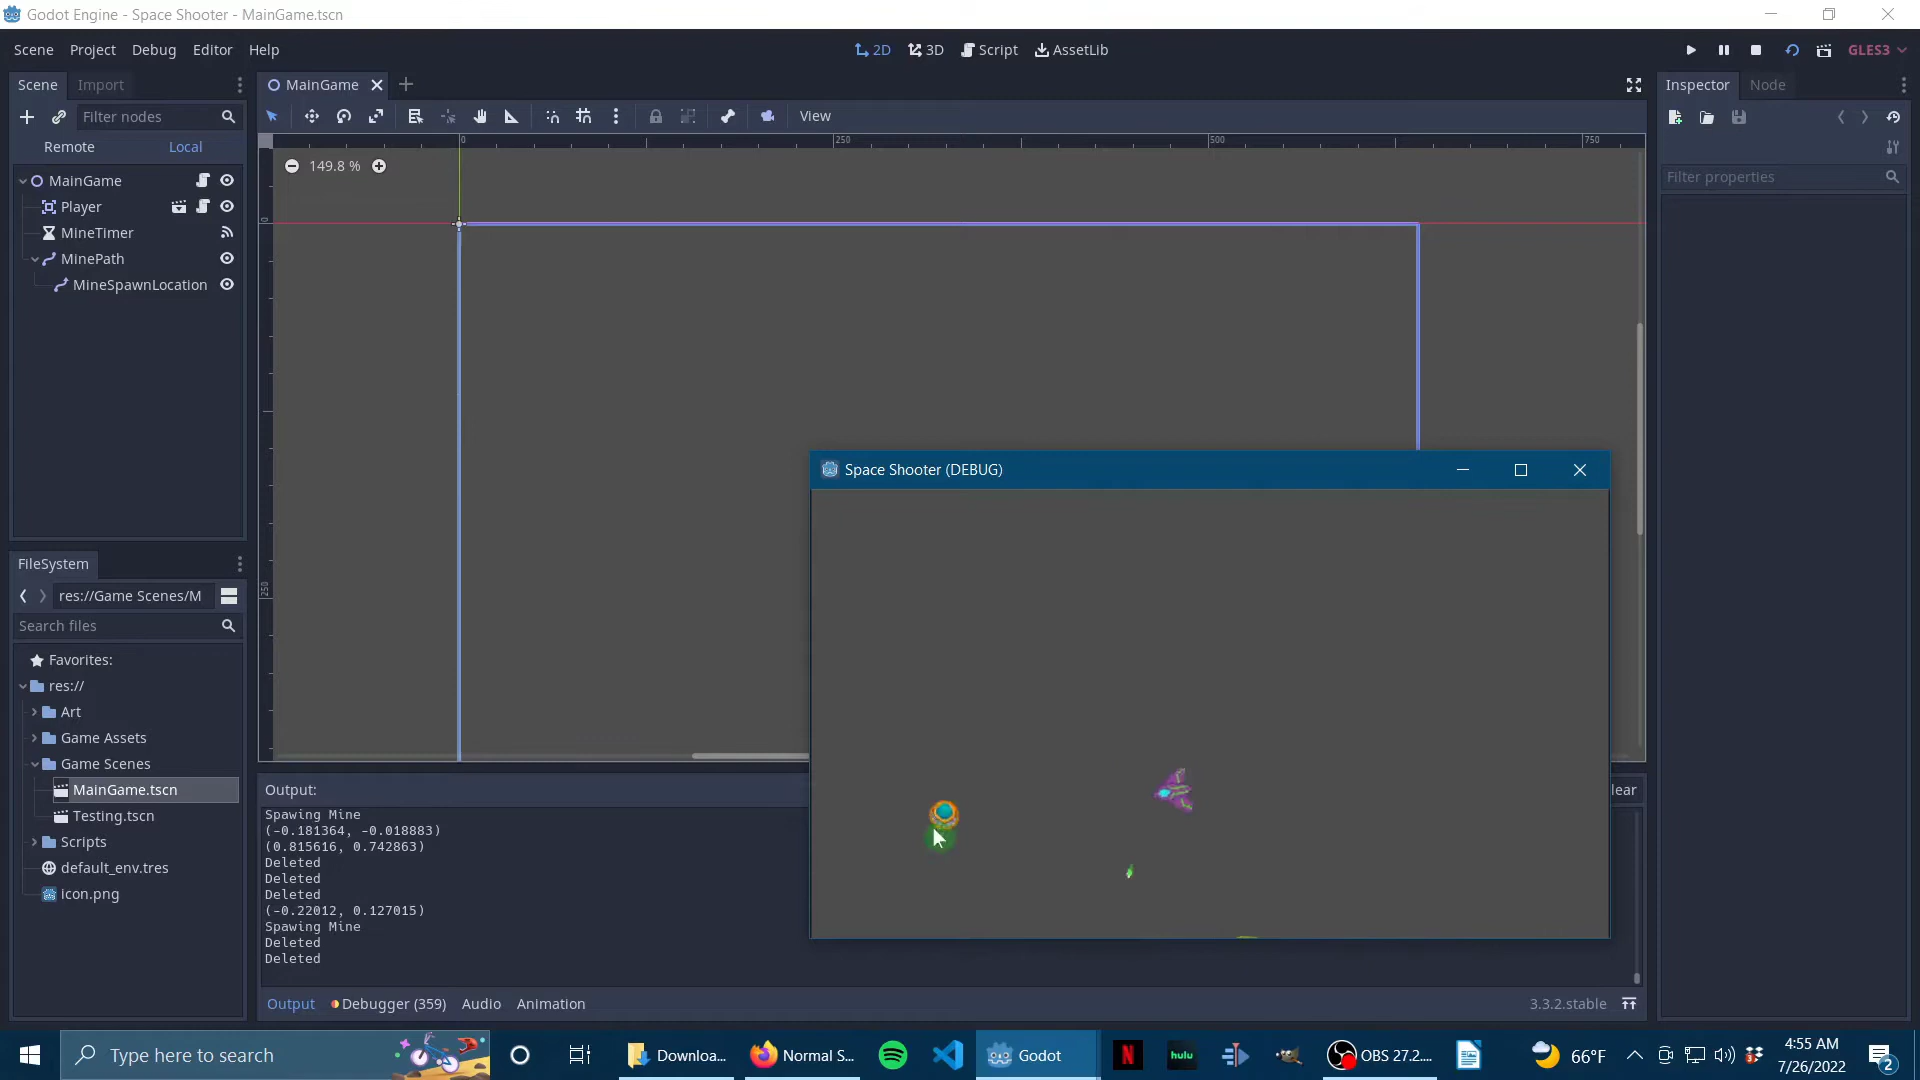 Godot Engine - Space Shooter - MainGame.tscn
Scene Project Debug Editor Help
2D 3D Script AssetLib
GLES3
Scene Import
MainGame
Inspector Node
Filter nodes
View
Remote Local
149.8 %
0 250 500 750
Filter properties
MainGame
Player
MineTimer
MinePath
MineSpawnLocation
0
250
Space Shooter (DEBUG)
FileSystem
res://Game Scenes/M
Search files
Favorites:
res://
Art
Game Assets
Game Scenes
MainGame.tscn
Testing.tscn
Scripts
default_env.tres
icon.png
Output:
lear
Spawing Mine
(-0.181364, -0.018883)
(0.815616, 0.742863)
Deleted
Deleted
Deleted
(-0.22012, 0.127015)
Spawing Mine
Deleted
Deleted
Output Debugger (359) Audio Animation
3.3.2.stable
Type here to search
Downloa...
Normal S...
Godot
N
hulu
OBS 27.2....
66°F
4:55 AM
7/26/2022
2